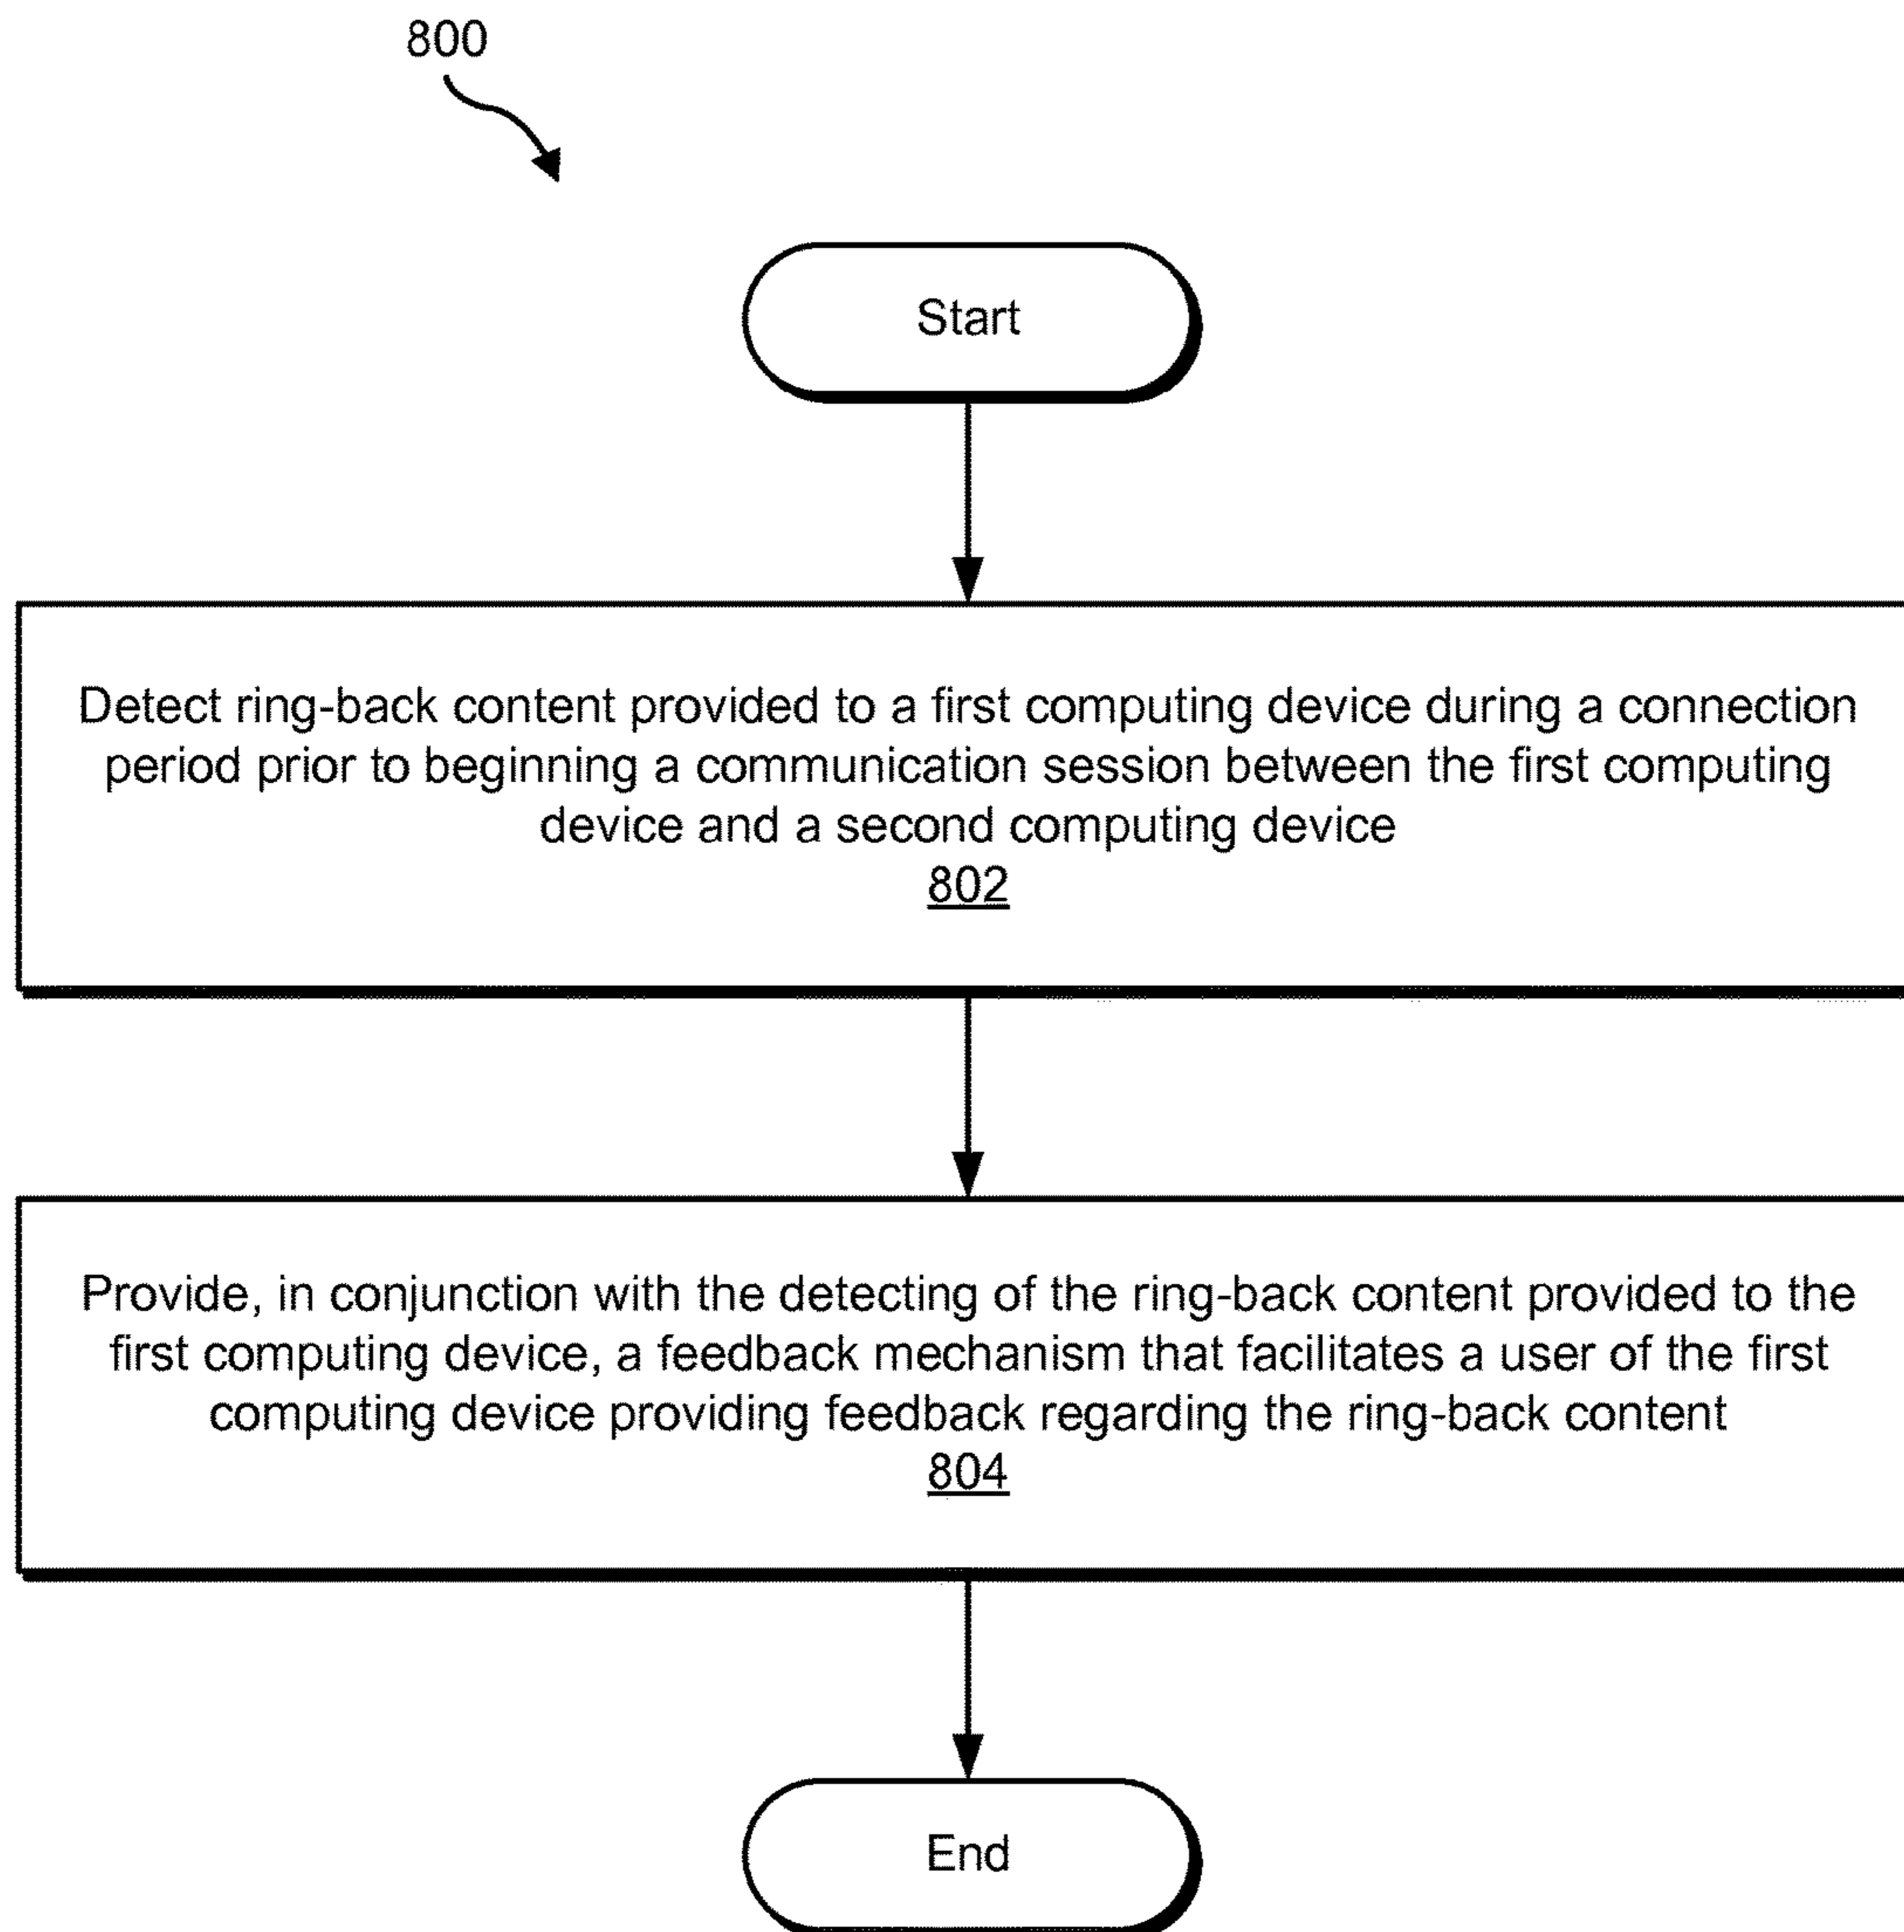 800
Start
Detect ring-back content provided to a first computing device during a connection
period prior to beginning a communication session between the first computing
device and a second computing device
802
Provide, in conjunction with the detecting of the ring-back content provided to the
first computing device, a feedback mechanism that facilitates a user of the first
computing device providing feedback regarding the ring-back content
804
End